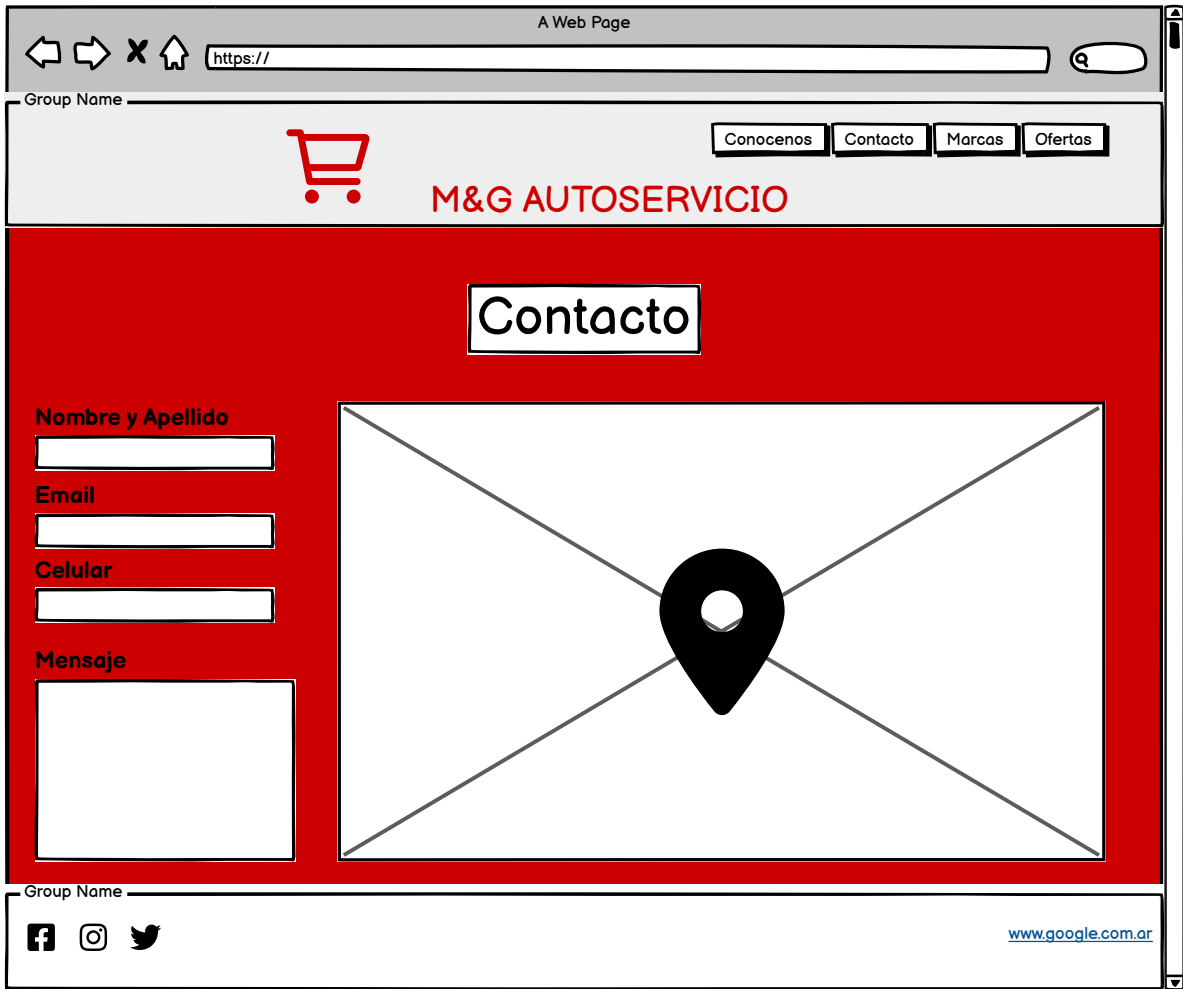 A Web Page
https://
Group Name
Conocenos Contacto Marcas Ofertas
M&G AUTOSERVICIO
Contacto
Nombre y Apellido
Email
Celular
Mensaje
Group Name
www.google.com.ar